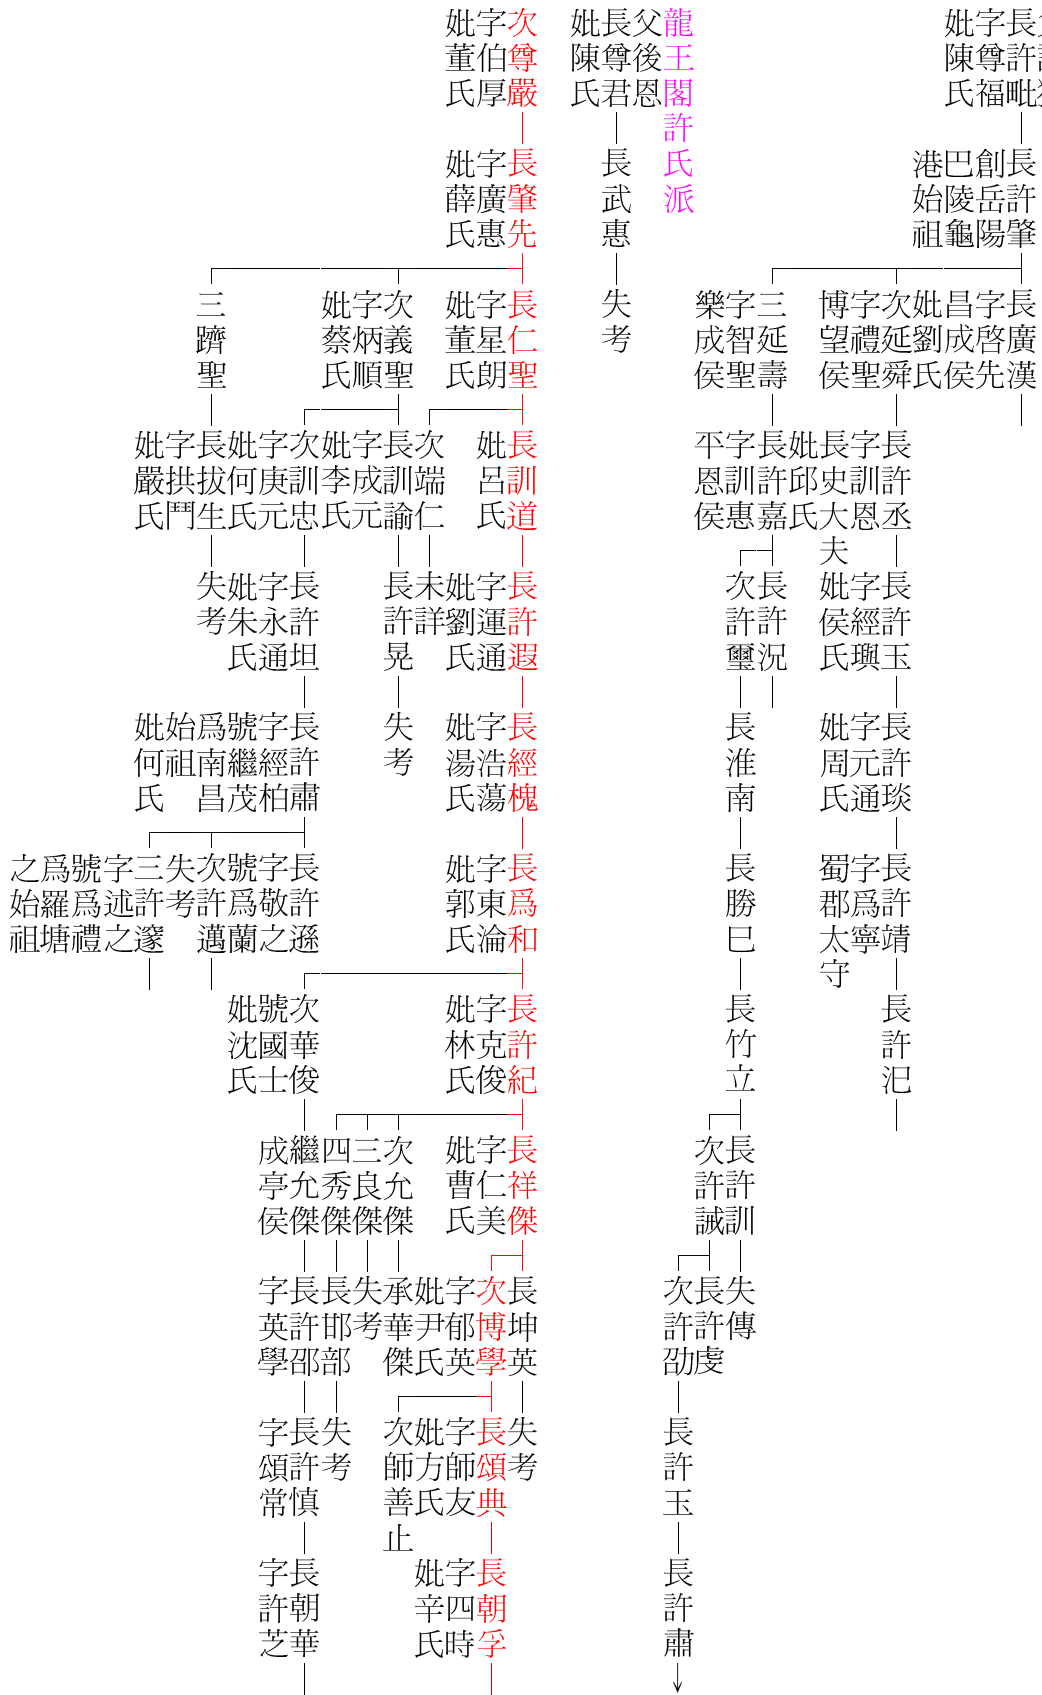 長許毗
字尊福
妣陳氏
龍王閣許氏派
父後恩
長尊君
妣陳氏
次尊嚴
字伯厚
妣董氏
長許肇
創岳陽
巴陵龜
港始祖
長武惠
長肇先
字廣惠
妣薛氏
長廣漢
字啓先
昌成侯
妣劉氏
次延舜
字禮聖
博望侯
三延壽
字智聖
樂成侯
失考
長仁聖
字星朗
妣董氏
次義聖
字炳順
妣蔡氏
三躋聖
長許丞
字訓恩
長史大夫
妣邱氏
長許嘉
字訓惠
平恩侯
長訓道
妣呂氏
次端仁
長訓諭
字成元
妣李氏
次訓忠
字庚元
妣何氏
長拔生
字拱鬥
妣嚴氏
長許玉
字經璵
妣侯氏
長許況
次許璽
長許遐
字運通
妣劉氏
未詳
長許晃
長許坦
字永通
妣朱氏
失考
長許琰
字元通
妣周氏
長淮南
長經槐
字浩蕩
妣湯氏
失考
長許肅
字經柏
號繼茂
爲南昌
始祖
妣何氏
長許靖
字爲寧
蜀郡太守
長勝巳
長爲和
字東淪
妣郭氏
長許遜
字敬之
號爲蘭
次許邁
失考
三許邃
字述之
號爲禮
爲羅塘
之始祖
長許汜
長竹立
長許紀
字克俊
妣林氏
次華俊
號國士
妣沈氏
長許訓
次許誡
長祥傑
字仁美
妣曹氏
次允傑
三良傑
四秀傑
繼允傑
成亭侯
失傳
長許虔
次許劭
長坤英
次博學
字郁英
妣尹氏
承華傑
失考
長邯部
長許邵
字英學
長許玉
失考
長頌典
字師友
妣方氏
次師善止
失考
長許慎
字頌常
長許肅
長朝孚
字四時
妣辛氏
長朝華
字許芝